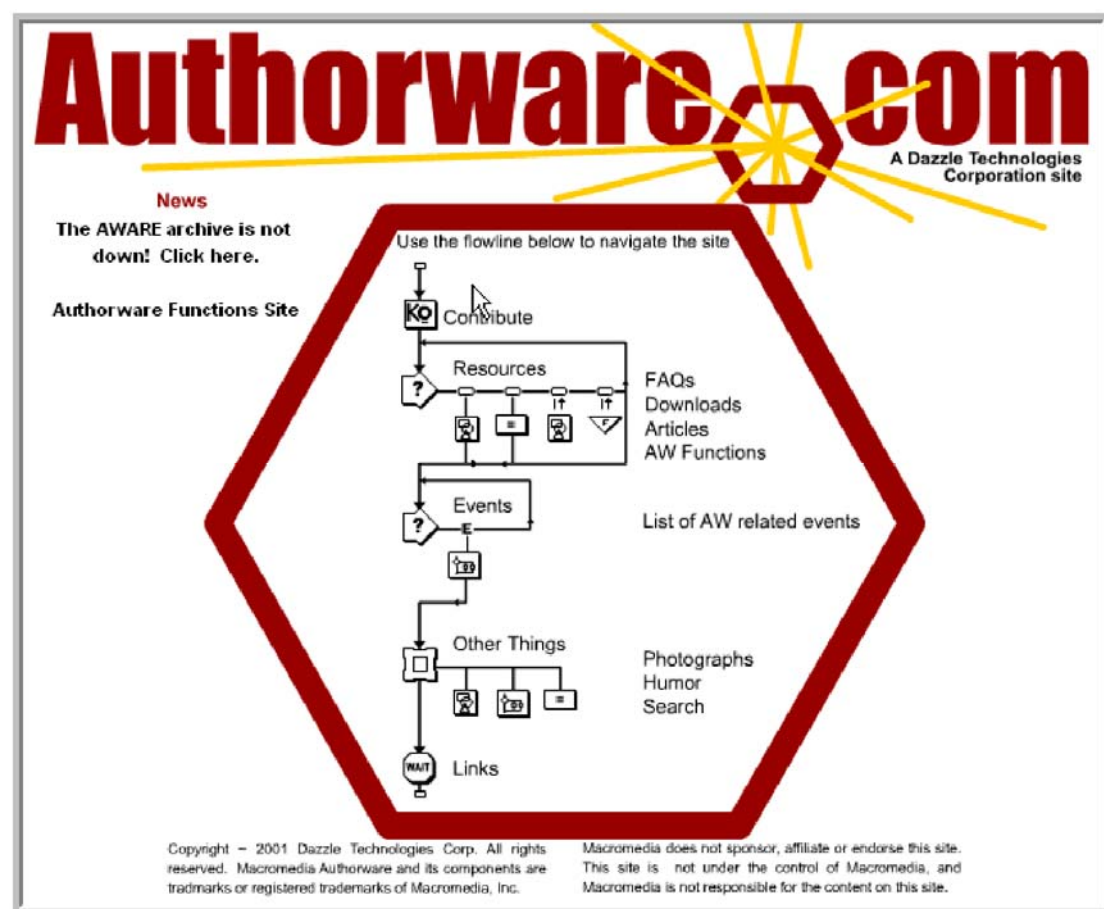 Authorware com
A Dazzle Technologies
Corporation site
News
The AWARE archive is not
down! Click here.
Authorware Functions Site
Use the flowline below to navigate the site
KO Contribute
Resources
?
=
F
FAQs
Downloads
Articles
AW Functions
Events
?
E
List of AW related events
Other Things
=
Photographs
Humor
Search
WAIT Links
Copyright – 2001 Dazzle Technologies Corp. All rights
reserved. Macromedia Authorware and its components are
tradmarks or registered trademarks of Macromedia, Inc.
Macromedia does not sponsor, affiliate or endorse this site.
This site is not under the control of Macromedia, and
Macromedia is not responsible for the content on this site.